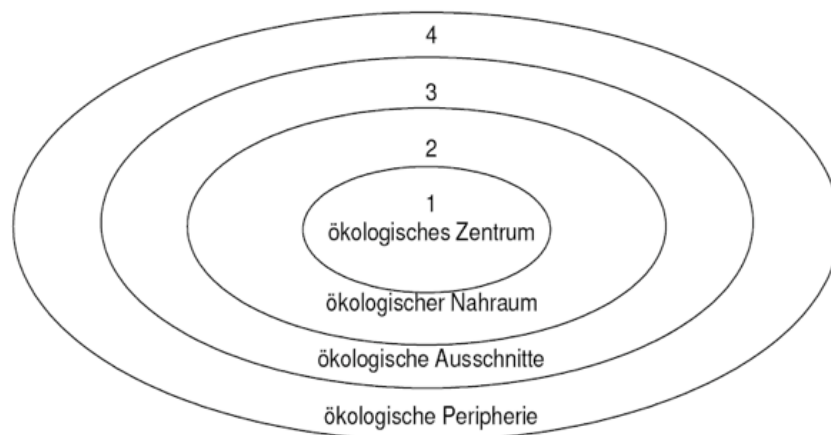 4
3
2
1
ökologisches Zentrum
ökologischer Nahraum
ökologische Ausschnitte
ökologische Peripherie